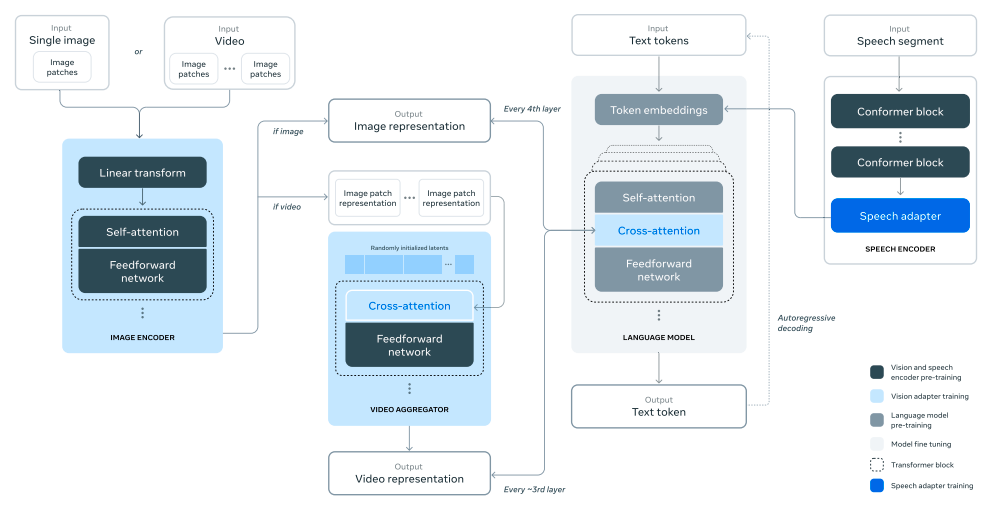 Input
Single image
Image
patches
or
Input
Video
Image
patches
Image
patches
Linear transform
Self-attention
Feedforward
network
IMAGE ENCODER
if image
if video
Output
Image representation
Image patch
representation
Image patch
representation
Randomly initialized latents
Cross-attention
Feedforward
network
VIDEO AGGREGATOR
Output
Video representation
Every 4th layer
Every ~3rd layer
Input
Text tokens
Token embeddings
Self-attention
Cross-attention
Feedforward
network
LANGUAGE MODEL
Output
Text token
Autoregressive
decoding
Input
Speech segment
Conformer block
Conformer block
Speech adapter
SPEECH ENCODER
Vision and speech
encoder pre-training
Vision adapter training
Language model
pre-training
Model fine tuning
Transformer block
Speech adapter training